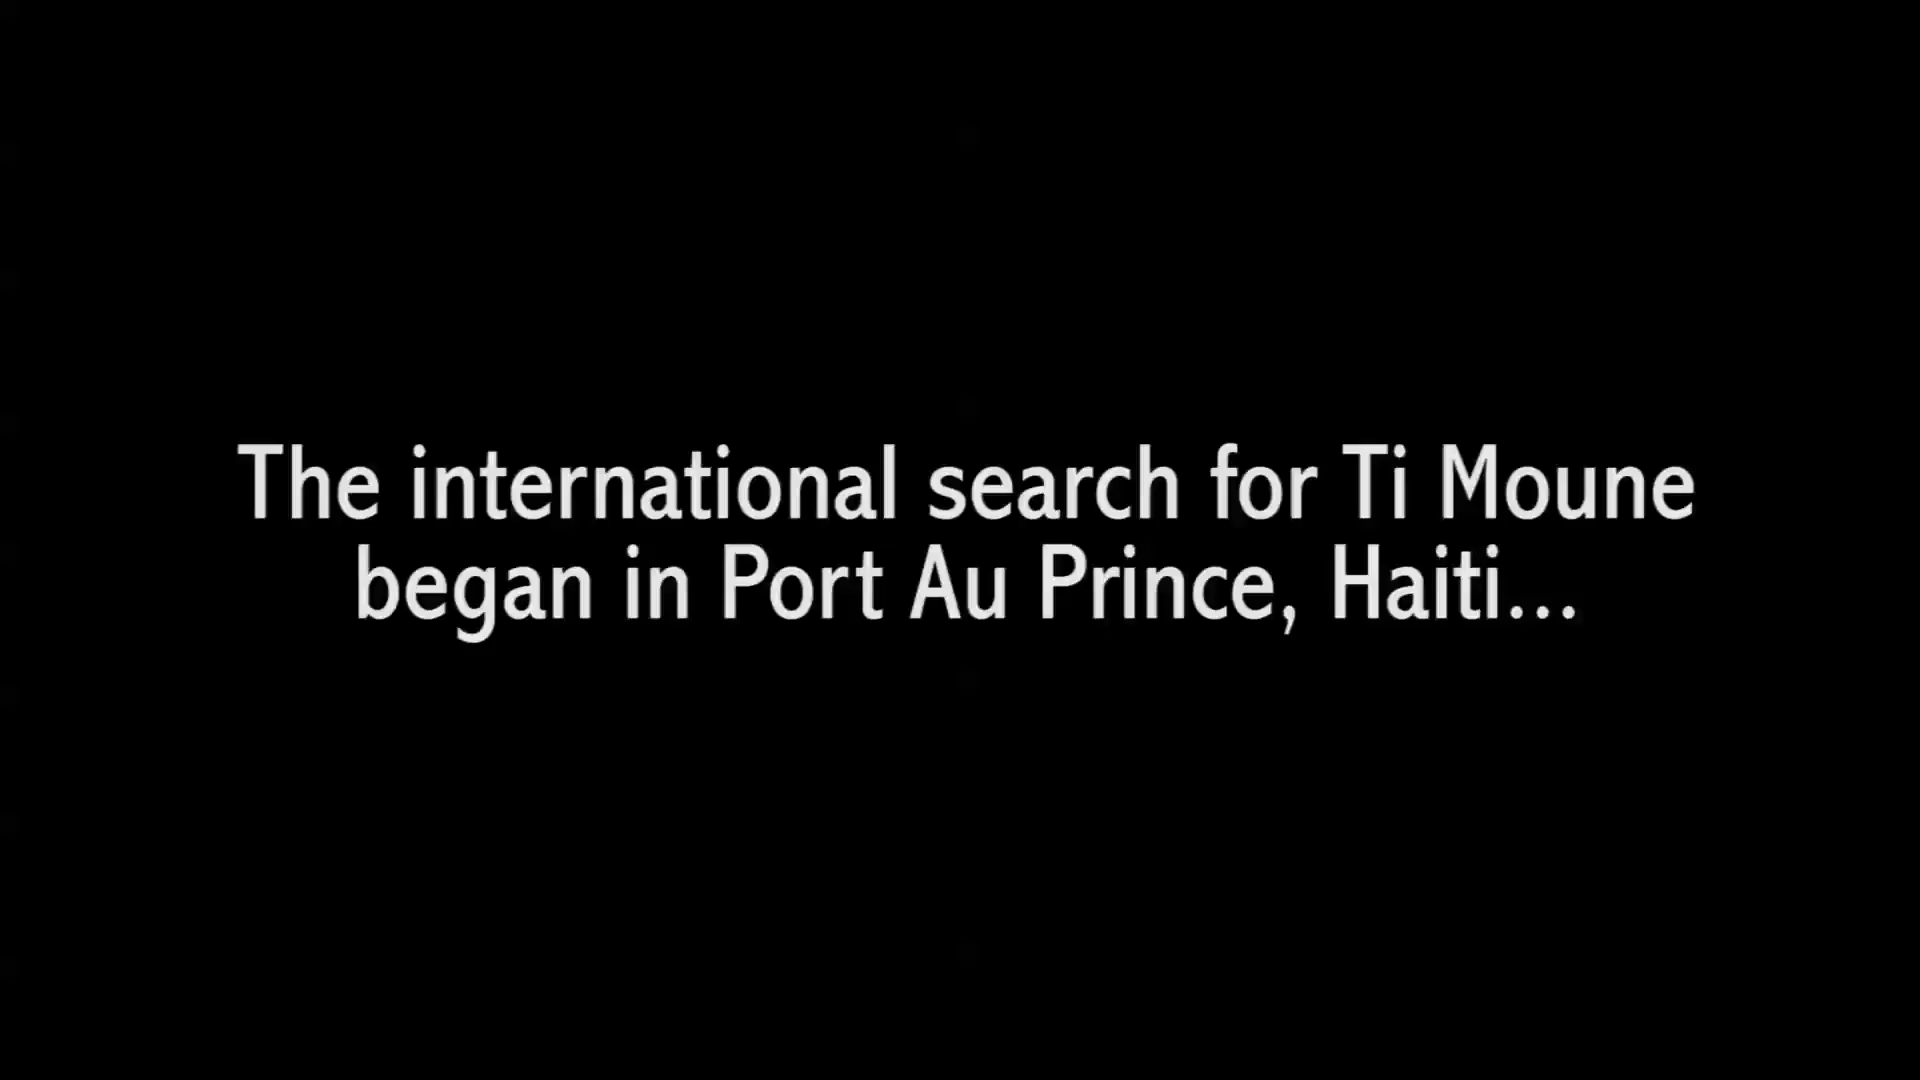 The international search for Ti Moune
began in Port Au Prince, Haiti...